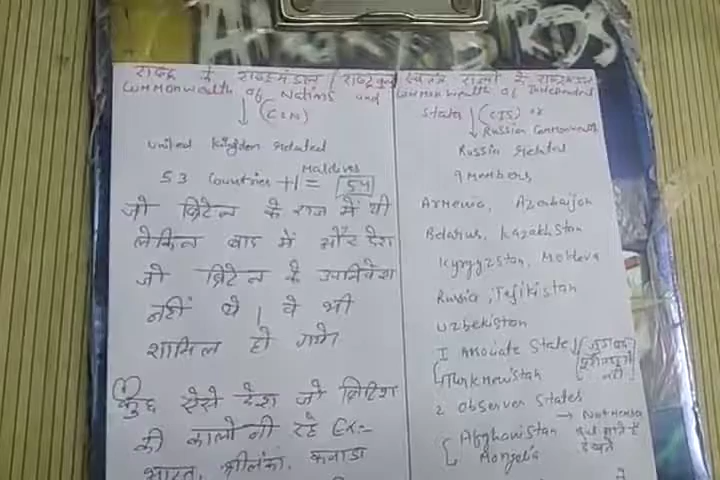 राष्ट्र के राष्ट्रमंडल / राष्ट्रकुल
Commonwealth of Nations and
↓ (CON)
United Kingdom related
Maldives
53 Countries +1 = 54
जो ब्रिटेन के राज में थी
लेकिन बाद में और देश
जो ब्रिटेन के उपनिवेश
नहीं थे । वे भी
शामिल हो गये।
(1)
कुछ ऐसे देश जो ब्रिटिश
की कालोनी रहे Ex:-
भारत, श्रीलंका, कनाडा
स्वतंत्र राज्यों के राष्ट्रमंडल
Commonwealth of Independent
States ↓ (CIS) or
Russia Commonwealth
Russia related
9 members
Armenia, Azerbaijan
Belarus, Kazakhstan
Kyrgyzstan, Moldova
Russia, Tajikistan
Uzbekistan
I Associate State
Turkmenistan
नहीं
2 Observer States
Afghanistan
Mongolia
→ Not Member
देखते